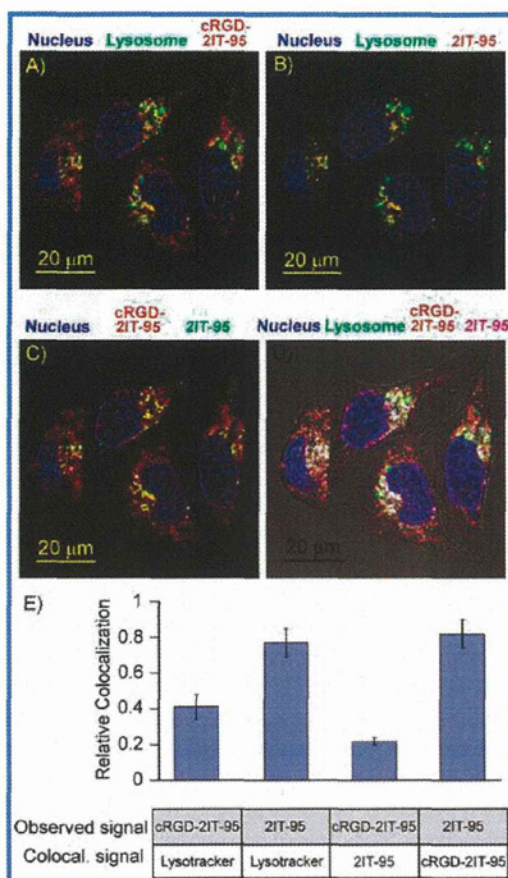 cRGD-
Nucleus Lysosome 2IT-95
Nucleus Lysosome 2IT-95
A)
B)
20 μm
20 μm
cRGD-
Nucleus 2IT-95 2IT-95
cRGD-
Nucleus Lysosome 2IT-95 2IT-95
C)
20 μm
20 μm
E)
Relative Colocalization
1
0.8
0.6
0.4
0.2
0
Observed signal cRGD-2IT-95 2IT-95 cRGD-2IT-95 2IT-95
Colocal. signal Lysotracker Lysotracker 2IT-95 cRGD-2IT-95